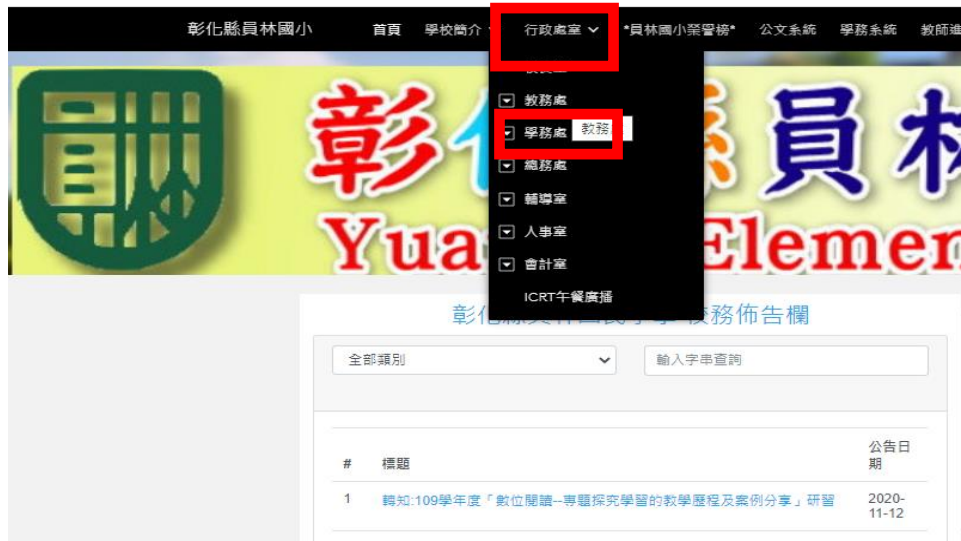 彰化縣員林國小 首頁 學校簡介 行政處室 *員林國小榮譽榜* 公文系統 學務系統 教師進
教務處
學務處 教務
總務處
輔導室
人事室
會計室
ICRT午餐廣播
彰 員林
Yua Elemen
校務佈告欄
全部類別 輸入字串查詢
# 標題 公告日期
1 轉知:109學年度「數位閱讀--專題探究學習的教學歷程及案例分享」研習 2020-11-12